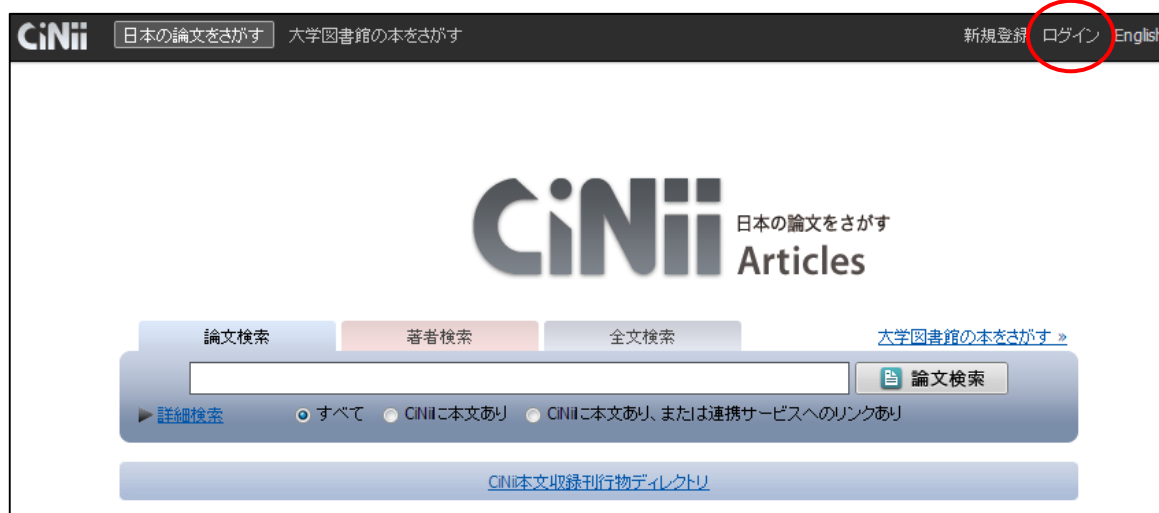 CiNii 日本の論文をさがす 大学図書館の本をさがす 新規登録 ログイン English
CiNii 日本の論文をさがす
Articles
論文検索 著者検索 全文検索 大学図書館の本をさがす »
論文検索
詳細検索 すべて CiNiiに本文あり CiNiiに本文あり、または連携サービスへのリンクあり
CiNii本文収録刊行物ディレクトリ